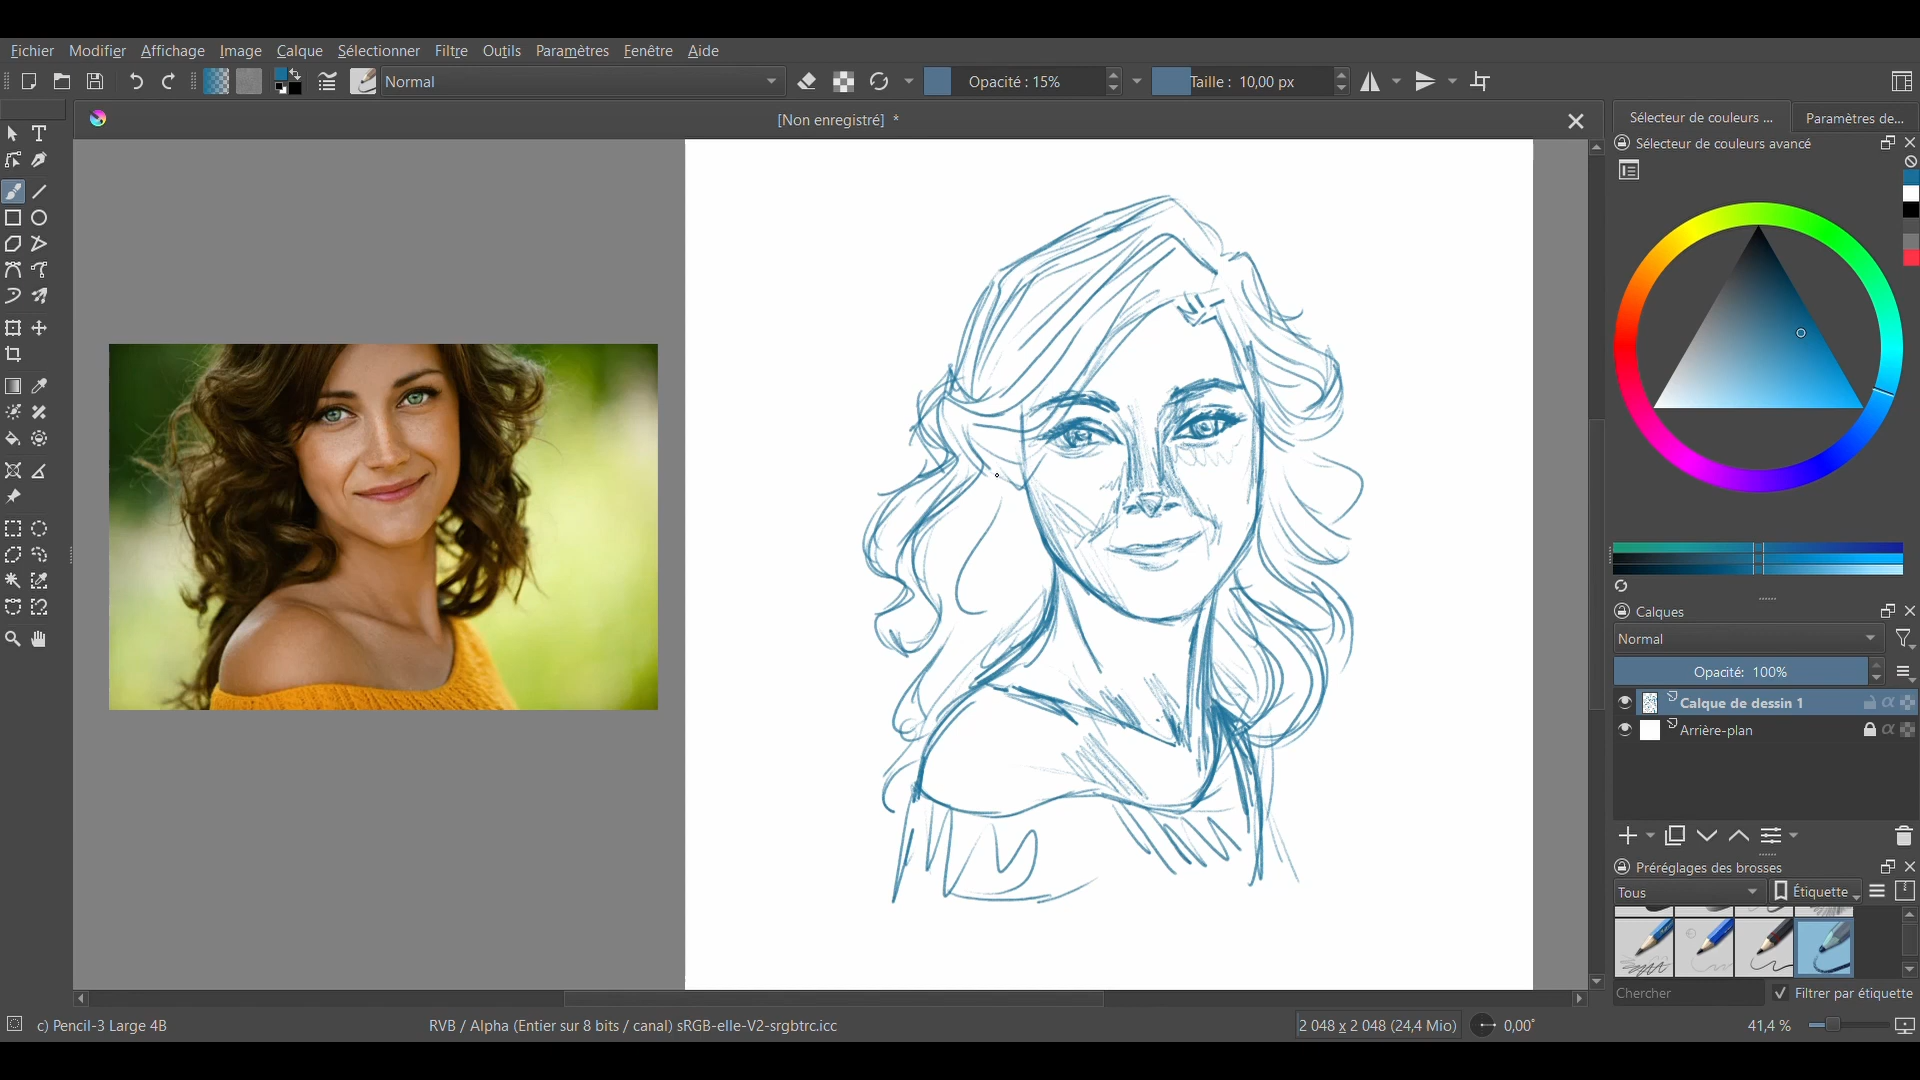 Fichier Modifier Affichage Image Calque Sélectionner Filtre Outils Paramètres Fenêtre Aide
Normal
Opacité : 15%
Taille : 10,00 px
[Non enregistré] *
Sélecteur de couleurs ...
Paramètres de...
Sélecteur de couleurs avancé
Calques
Normal
Opacité: 100%
Calque de dessin 1
Arrière-plan
Préréglages des brosses
Tous
Étiquette
Chercher
Filtrer par étiquette
c) Pencil-3 Large 4B
RVB / Alpha (Entier sur 8 bits / canal) sRGB-elle-V2-srgbtrc.icc
2 048 x 2 048 (24,4 Mio)
0,00°
41,4 %